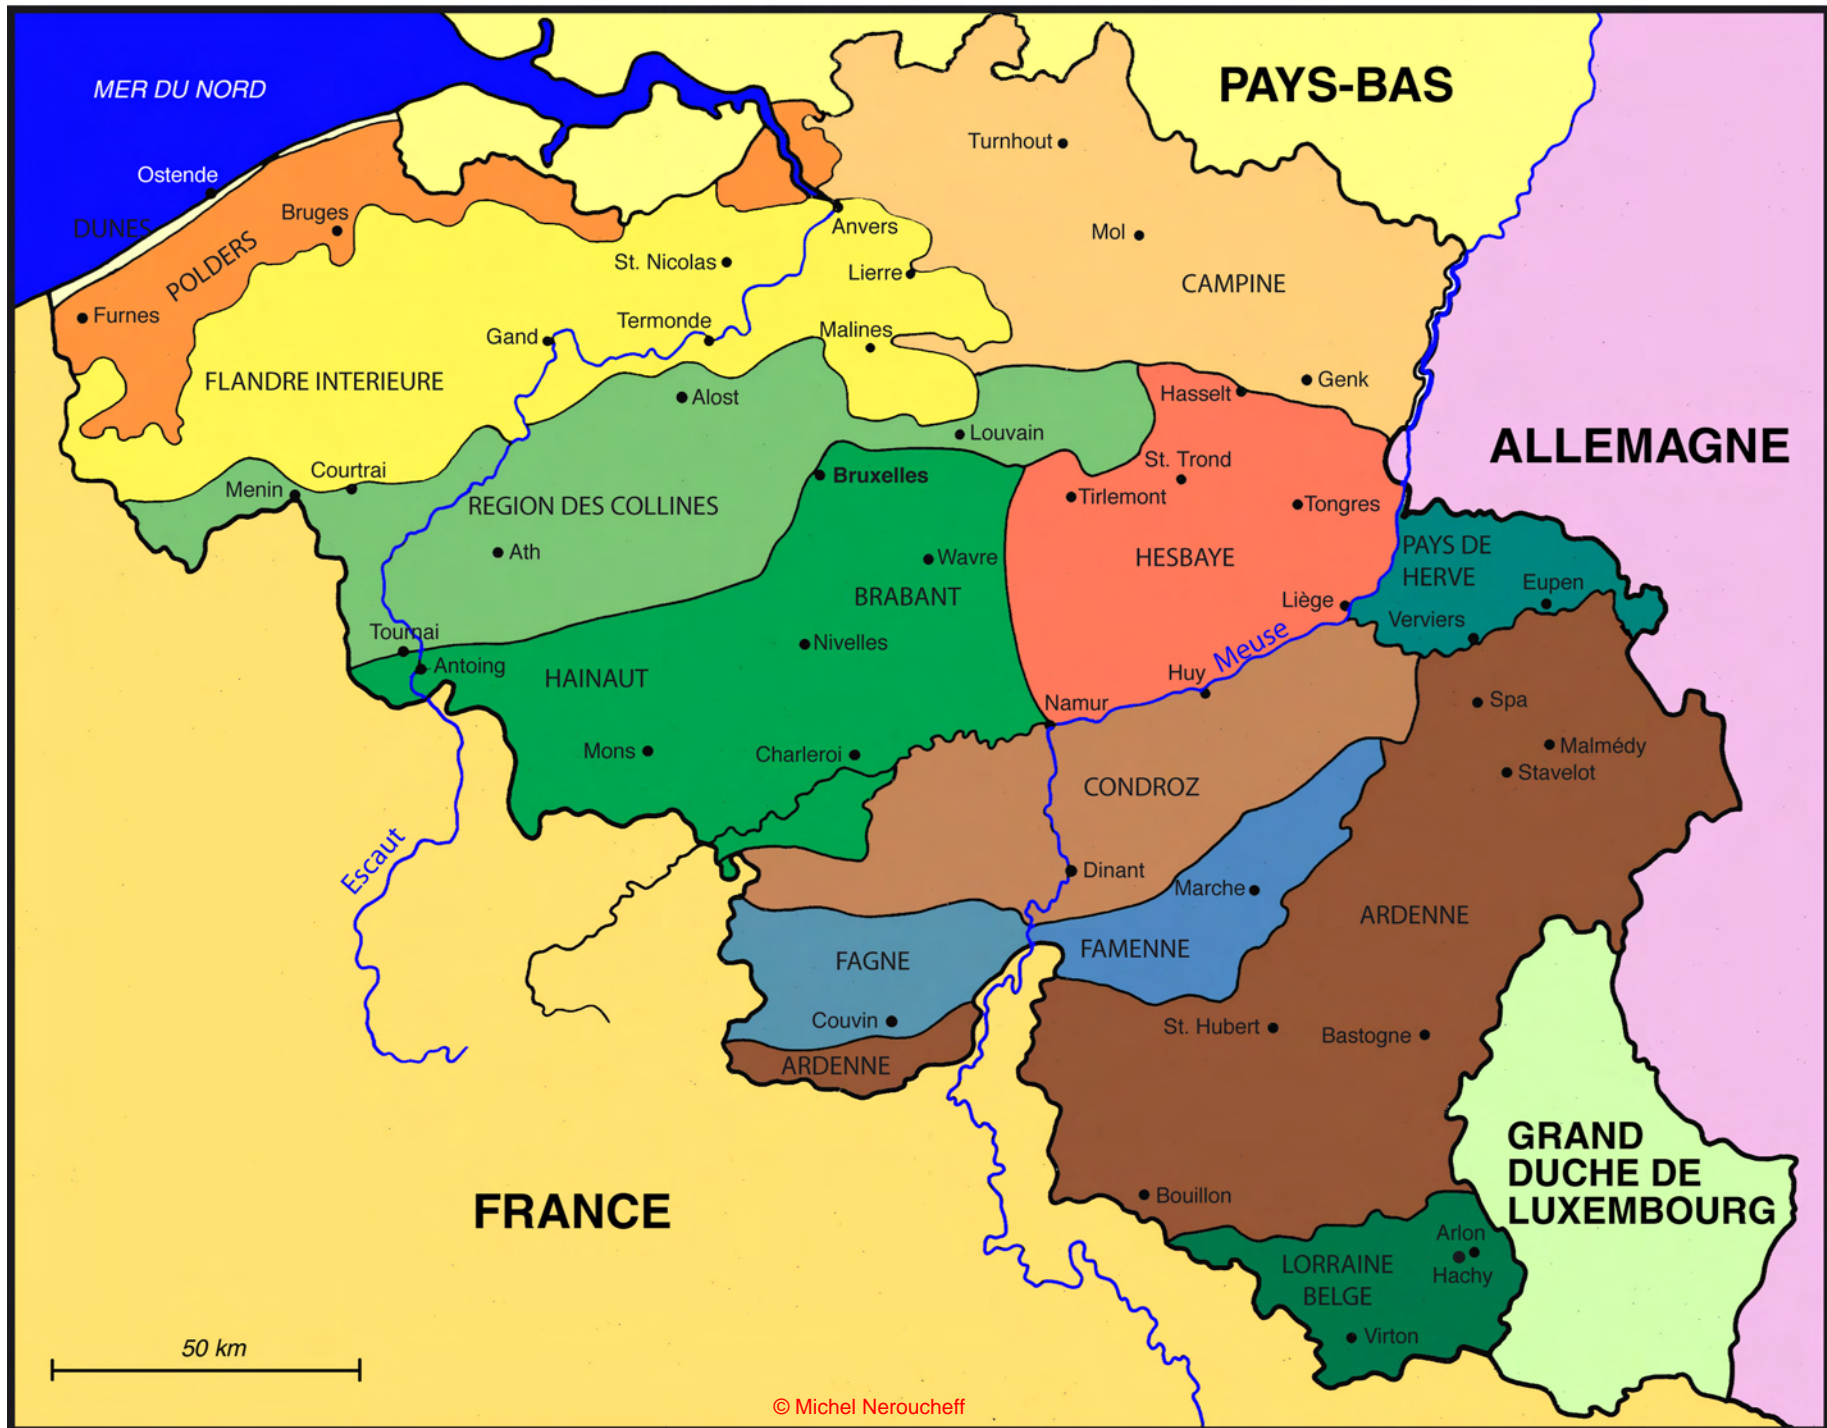 MER DU NORD
PAYS-BAS
Turnhout
Ostende
Bruges
DUNES
Anvers
Mol
POLDERS
St. Nicolas
Lierre
CAMPINE
Furnes
Termonde
Malines
Gand
FLANDRE INTERIEURE
Genk
Hasselt
Alost
Louvain
ALLEMAGNE
St. Trond
Courtrai
Menin
Bruxelles
Tirlemont
REGION DES COLLINES
Tongres
PAYS DE
HERVE
Ath
Wavre
HESBAYE
Eupen
BRABANT
Liège
Verviers
Tournai
Nivelles
Meuse
Antoing
HAINAUT
Huy
Namur
Spa
Mons
Charleroi
Malmédy
Stavelot
CONDROZ
Escaut
Dinant
Marche
ARDENNE
FAMENNE
FAGNE
Couvin
St. Hubert
Bastogne
ARDENNE
GRAND
DUCHE DE
LUXEMBOURG
FRANCE
Bouillon
Arlon
LORRAINE
BELGE
Hachy
Virton
50 km
© Michel Neroucheff